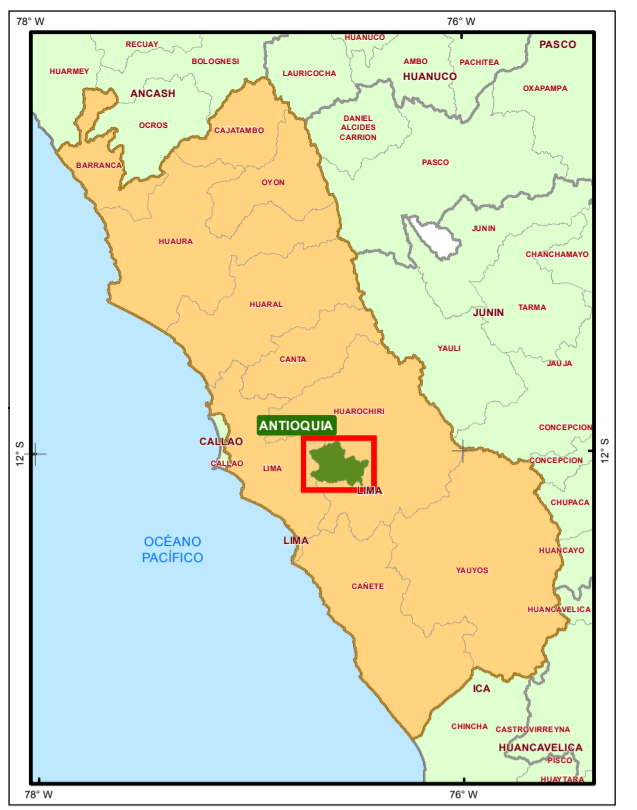 78° W
76° W
HUANUCO
RECUAY
PASCO
BOLOGNESI
AMBO
PACHITEA
HUARMEY
LAURICOCHA
HUANUCO
OXAPAMPA
ANCASH
DANIEL
ALCIDES
CARRION
OCROS
CAJATAMBO
PASCO
BARRANCA
OYON
JUNIN
HUAURA
CHANCHAMAYO
HUARAL
TARMA
JUNIN
YAULI
CANTA
JAUJA
HUAROCHIRI
ANTIOQUIA
CONCEPCION
CALLAO
12° S
12° S
CALLAO
LIMA
CONCEPCION
LIMA
CHUPACA
LIMA
OCÉANO
PACÍFICO
HUANCAYO
YAUYOS
CAÑETE
HUANCAVELICA
ICA
CHINCHA
CASTROVIRREYNA
HUANCAVELICA
PISCO
HUAYTARA
78° W
76° W